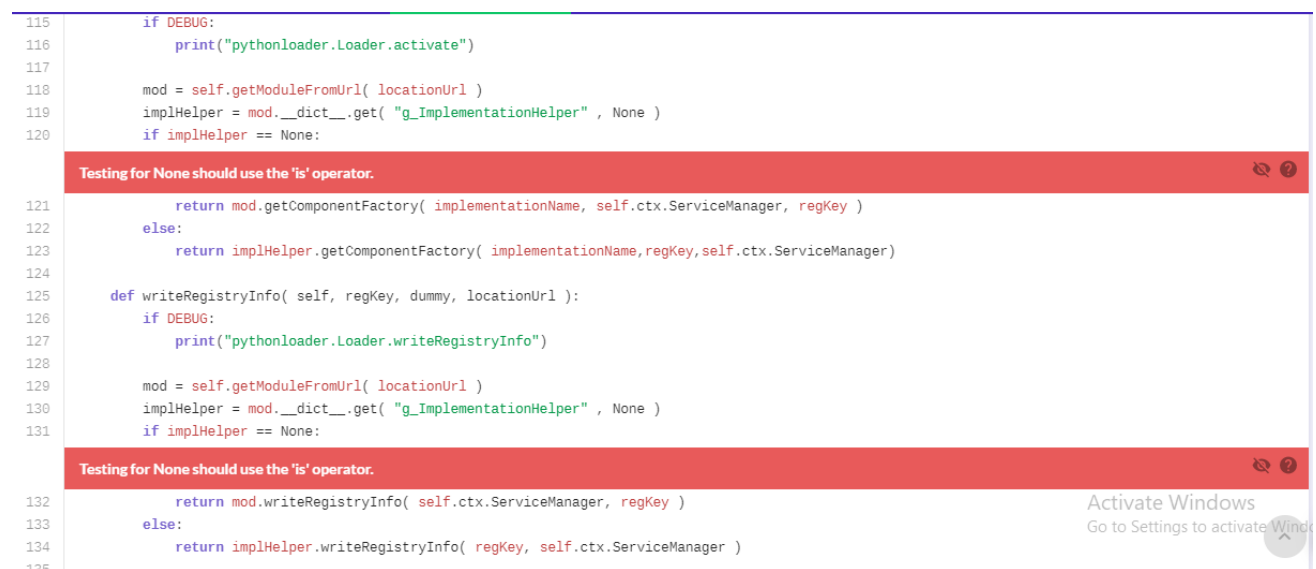 115 if DEBUG:
116 print("pythonloader.Loader.activate")
117
118 mod = self.getModuleFromUrl( locationUrl )
119 implHelper = mod.__dict__.get( "g_ImplementationHelper" , None )
120 if implHelper == None:
Testing for None should use the 'is' operator.
121 return mod.getComponentFactory( implementationName, self.ctx.ServiceManager, regKey )
122 else:
123 return implHelper.getComponentFactory( implementationName,regKey,self.ctx.ServiceManager)
124
125 def writeRegistryInfo( self, regKey, dummy, locationUrl ):
126 if DEBUG:
127 print("pythonloader.Loader.writeRegistryInfo")
128
129 mod = self.getModuleFromUrl( locationUrl )
130 implHelper = mod.__dict__.get( "g_ImplementationHelper" , None )
131 if implHelper == None:
Testing for None should use the 'is' operator.
132 return mod.writeRegistryInfo( self.ctx.ServiceManager, regKey )
Activate Windows
133 else:
Go to Settings to activate
134 return implHelper.writeRegistryInfo( regKey, self.ctx.ServiceManager )